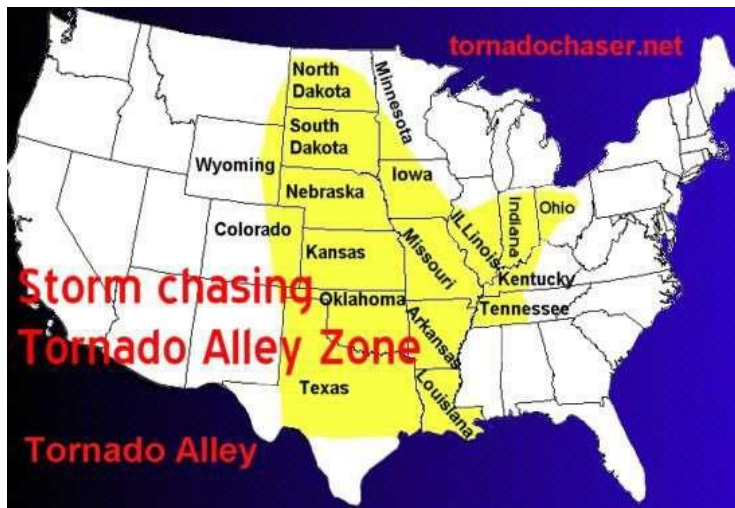 tornadochaser.net
North
Dakota
Minnesota
South
Dakota
Wyoming
Iowa
Nebraska
Colorado
Kansas
Missouri
ILLinois
Indiana
Ohio
Kentucky
Storm chasing
Oklahoma
Tennessee
Arkansas
Tornado Alley Zone
Texas
Louisiana
Tornado Alley